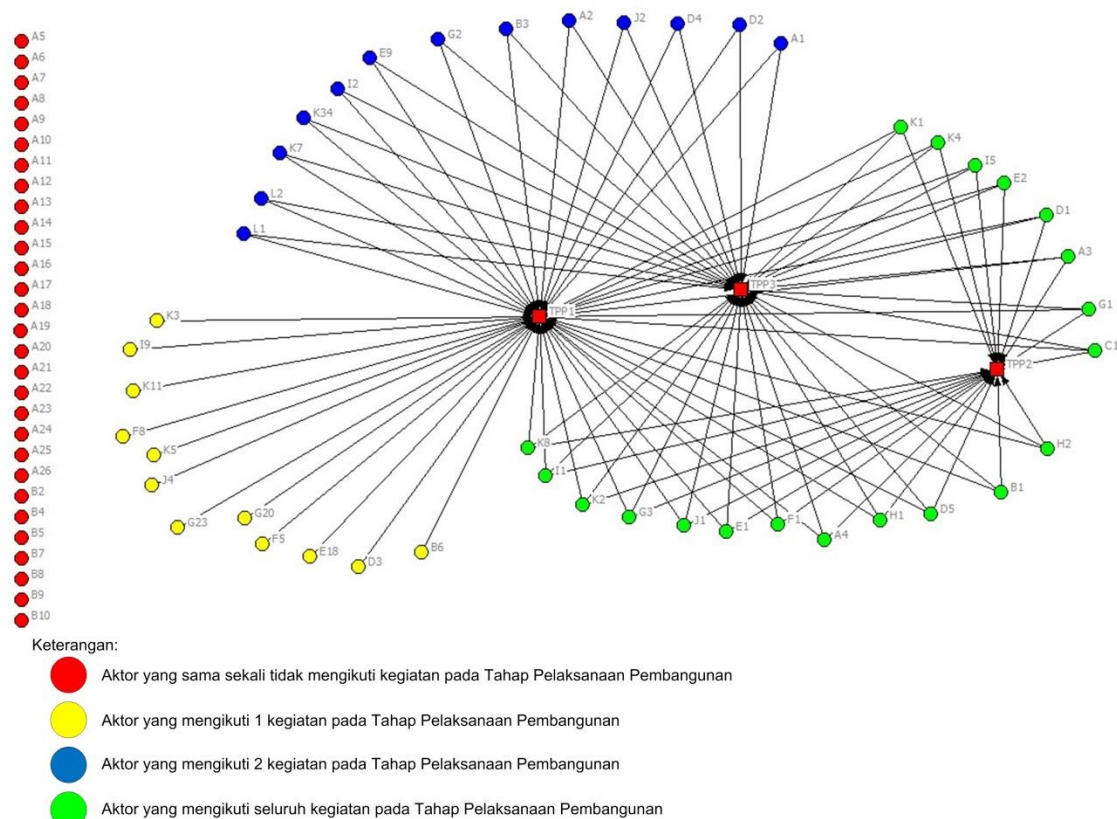 A5
A6
A7
A8
A9
A10
A11
A12
A13
A14
A15
A16
A17
A18
A19
A20
A21
A22
A23
A24
A25
A26
B2
B4
B5
B7
B8
B9
B10
A2
J2
D4
D2
B3
G2
A1
E9
I2
K34
K7
L2
L1
K1
K4
I5
E2
D1
A3
G1
C1
TPP3
TPP1
TPP2
K3
I9
K11
F8
K5
J4
G23
G20
F5
E18
D3
B6
K8
I1
K2
G3
J1
E1
F1
A4
H1
D5
B1
H2
Keterangan:
Aktor yang sama sekali tidak mengikuti kegiatan pada Tahap Pelaksanaan Pembangunan
Aktor yang mengikuti 1 kegiatan pada Tahap Pelaksanaan Pembangunan
Aktor yang mengikuti 2 kegiatan pada Tahap Pelaksanaan Pembangunan
Aktor yang mengikuti seluruh kegiatan pada Tahap Pelaksanaan Pembangunan